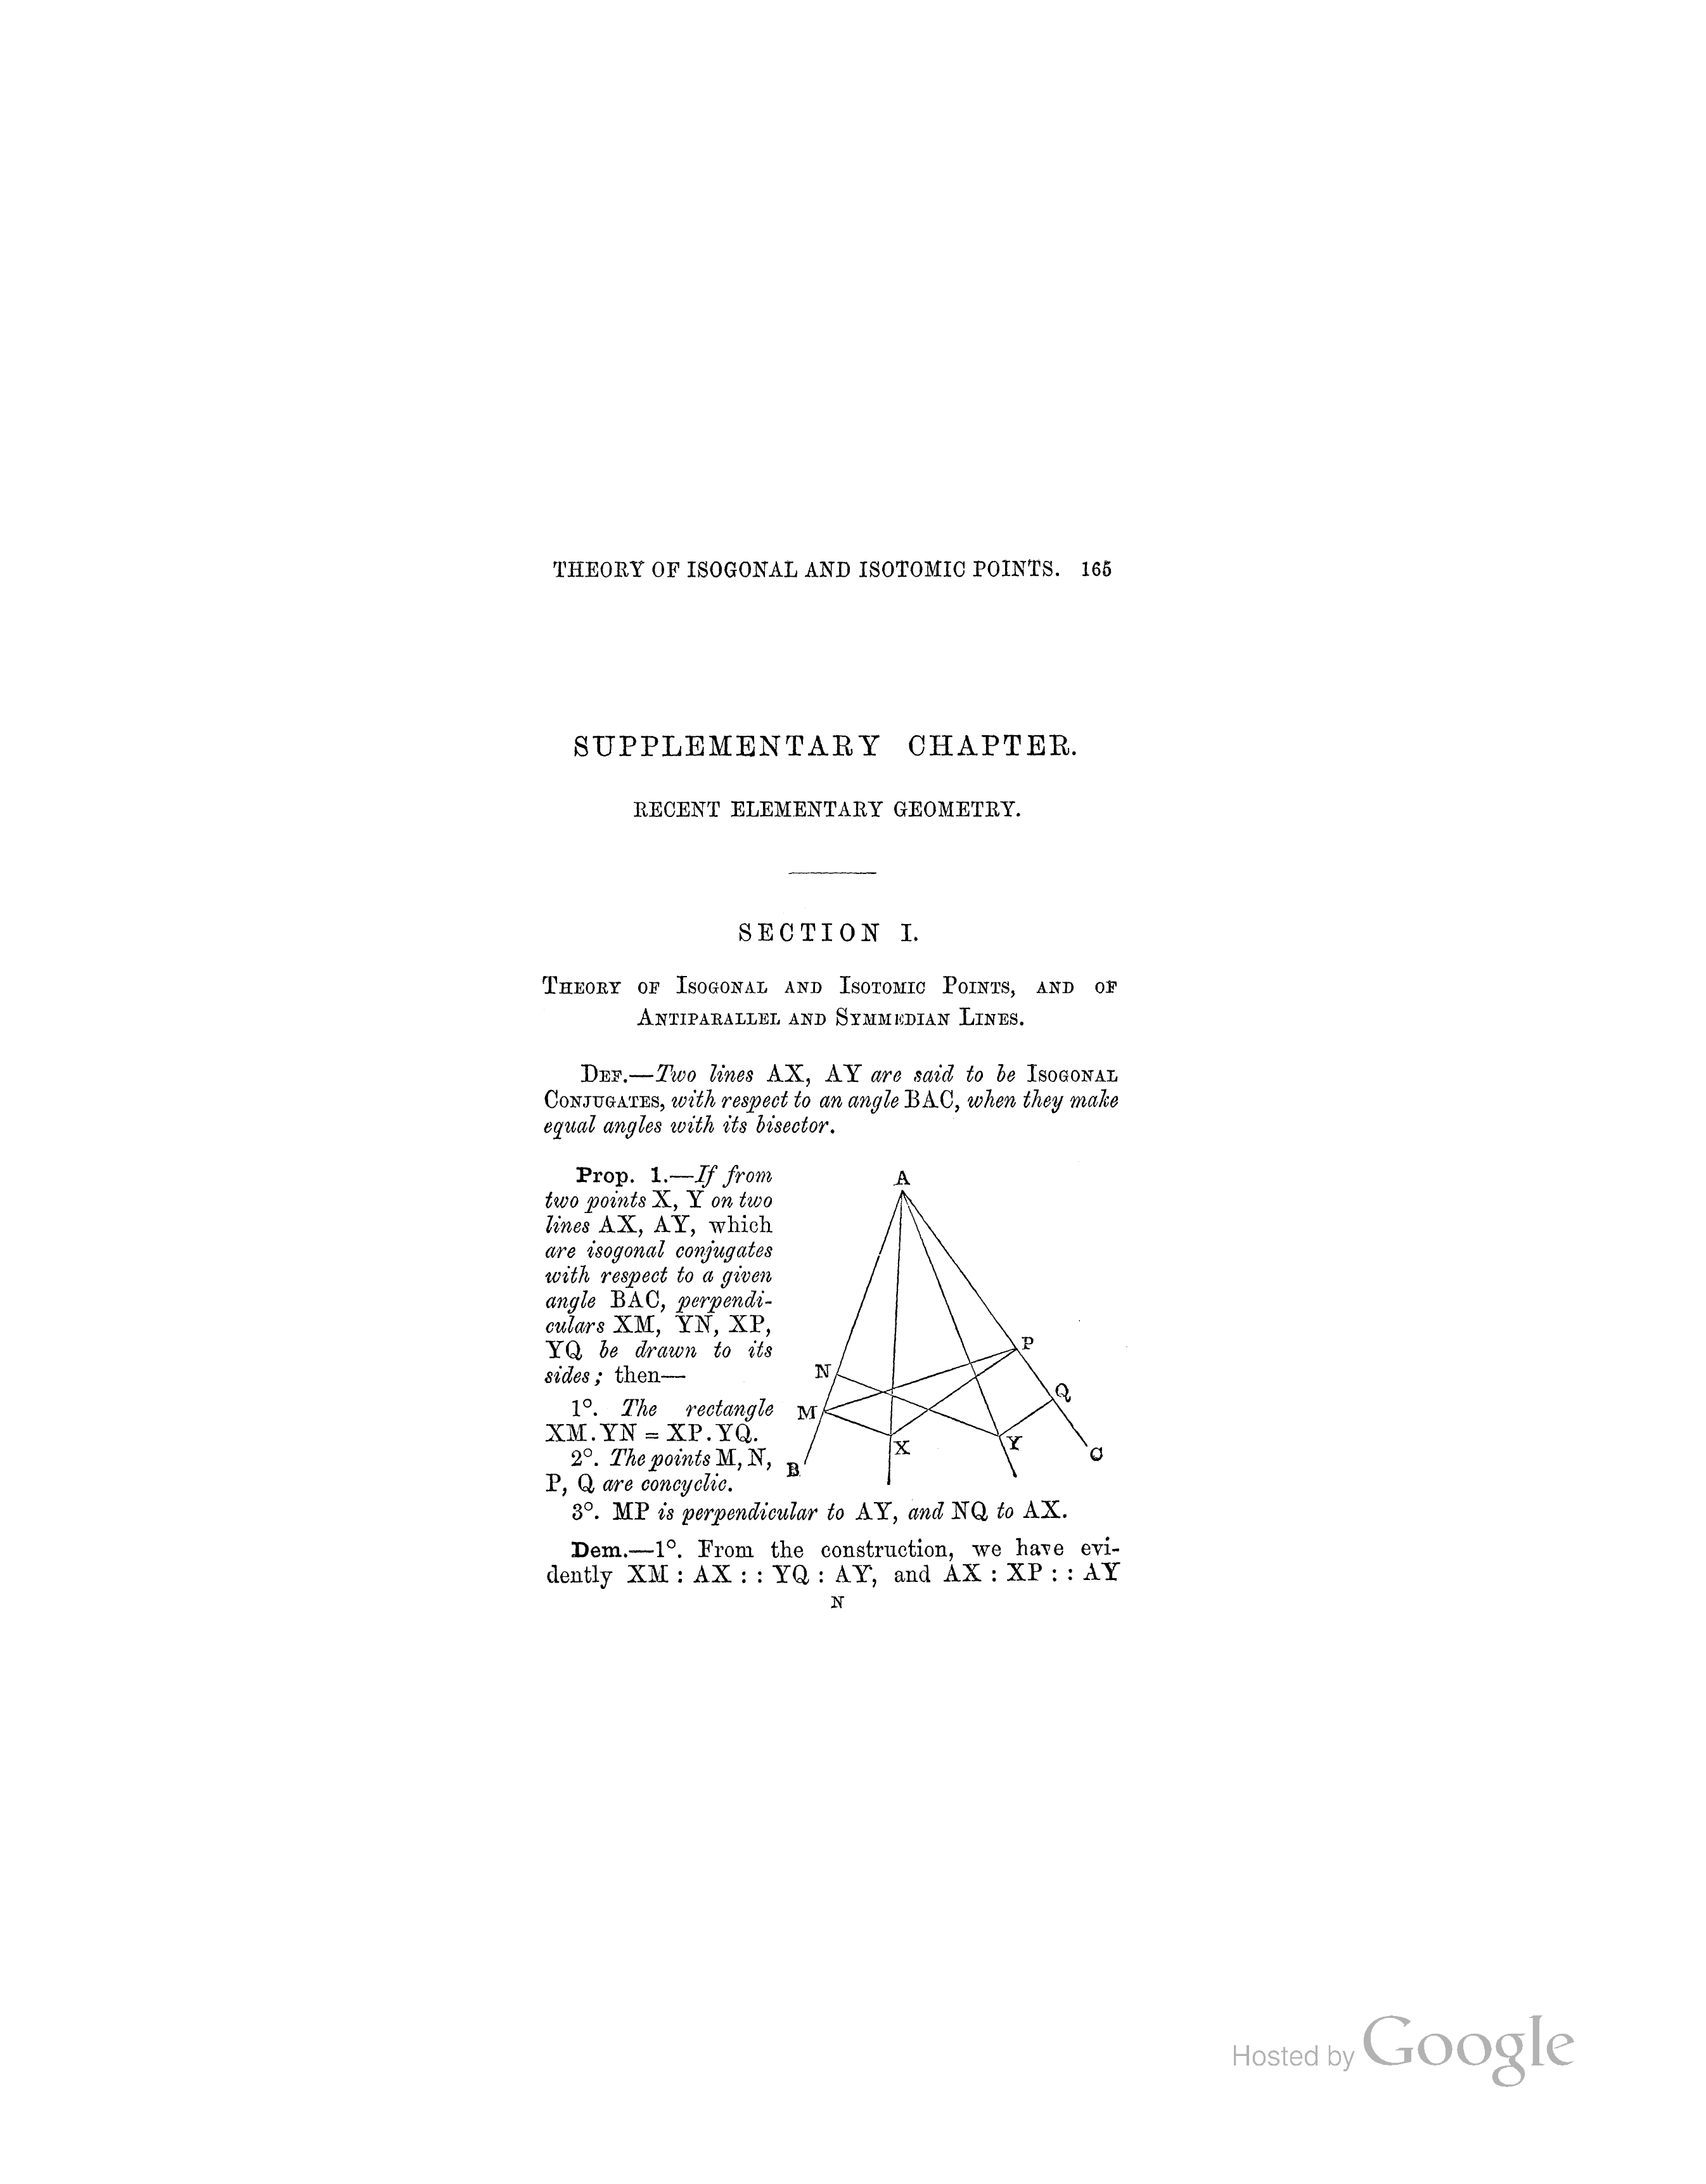 THEORY OF ISOGONAL AND ISOTOMIC POINTS. 165
SUPPLEMENTARY CHAPTER.
RECENT ELEMENTARY GEOMETRY.
SECTION I.
THEORY OF ISOGONAL AND ISOTOMIC POINTS, AND OF
ANTIPARALLEL AND SYMMEDIAN LINES.
DEF.—Two lines AX, AY are said to be ISOGONAL
CONJUGATES, with respect to an angle BAC, when they make
equal angles with its bisector.
Prop. 1.—If from
two points X, Y on two
lines AX, AY, which
are isogonal conjugates
with respect to a given
angle BAC, perpendi-
culars XM, YN, XP,
YQ be drawn to its
sides; then—
1°. The rectangle
XM.YN = XP.YQ.
2°. The points M, N,
P, Q are concyclic.
A
P
N
Q
M
X
Y
C
B
3°. MP is perpendicular to AY, and NQ to AX.
Dem.—1°. From the construction, we have evi-
dently XM : AX : : YQ : AY, and AX : XP : : AY
N
Hosted by Google